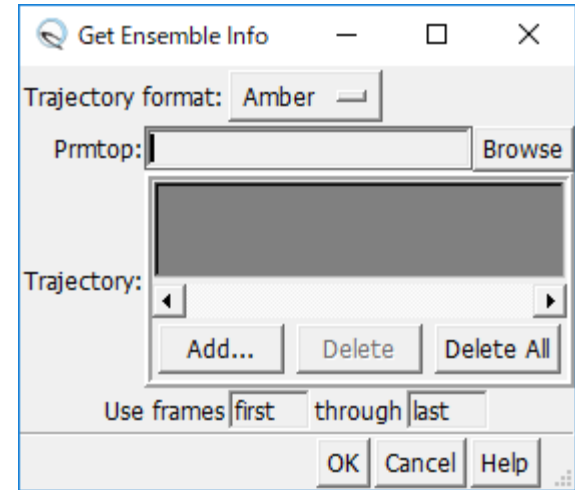 Get Ensemble Info
Trajectory format: Amber
Prmtop: Browse
Trajectory:
Add... Delete Delete All
Use frames first through last
OK Cancel Help